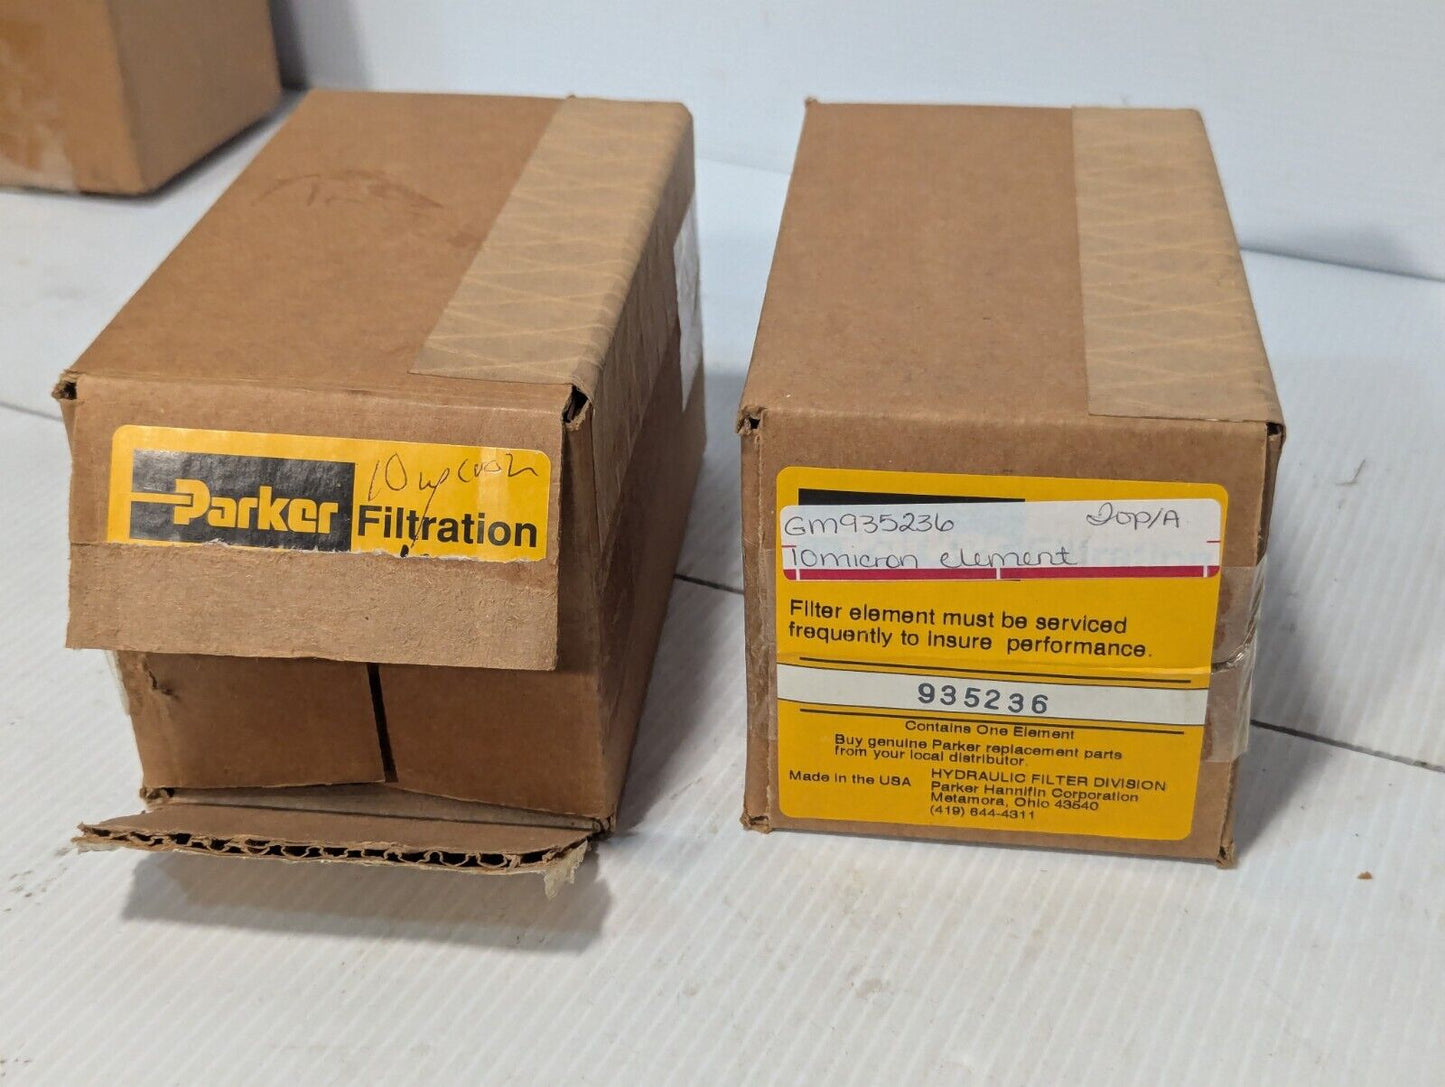 10 micron
Parker
Filtration
GM935236 20P/A
10micron element
Filter element must be serviced
frequently to insure performance.
935236
Contains One Element
Buy genuine Parker replacement parts
from your local distributor.
Made in the USA
HYDRAULIC FILTER DIVISION
Parker Hannifin Corporation
Metamora, Ohio 43540
(419) 644-4311